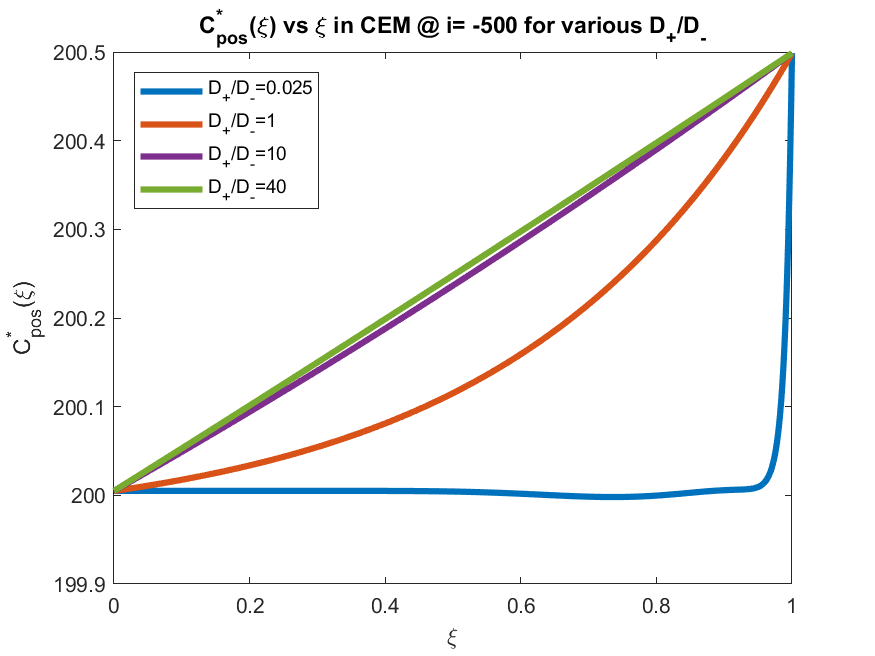 C*pos(ξ) vs ξ in CEM @ i= -500 for various D+/D-
200.5
200.4
200.3
200.2
200.1
200
199.9
C*pos(ξ)
D+/D-=0.025
D+/D-=1
D+/D-=10
D+/D-=40
0 0.2 0.4 0.6 0.8 1
ξ